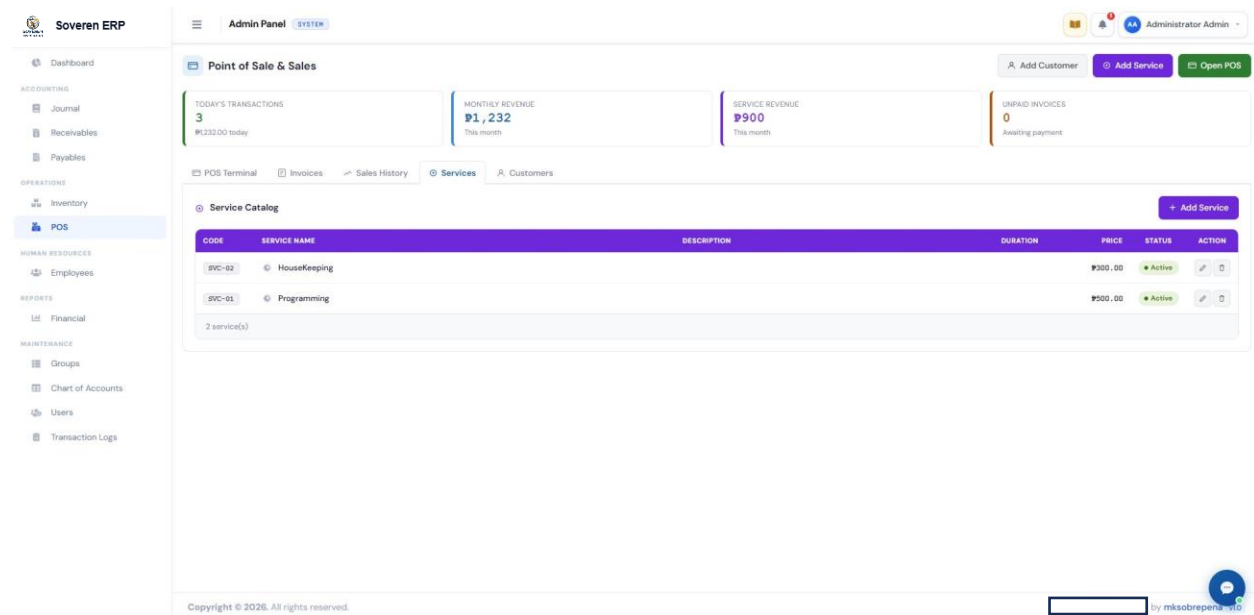 Soveren ERP
Admin Panel SYSTEM
1
AA Administrator Admin
Dashboard
ACCOUNTING
Journal
Receivables
Payables
OPERATIONS
Inventory
POS
HUMAN RESOURCES
Employees
REPORTS
Financial
MAINTENANCE
Groups
Chart of Accounts
Users
Transaction Logs
Point of Sale & Sales
Add Customer
Add Service
Open POS
TODAY'S TRANSACTIONS
3
₱1,232.00 today
MONTHLY REVENUE
₱1,232
This month
SERVICE REVENUE
₱900
This month
UNPAID INVOICES
0
Awaiting payment
POS Terminal Invoices Sales History Services Customers
Service Catalog
+ Add Service
CODE SERVICE NAME DESCRIPTION DURATION PRICE STATUS ACTION
SVC-02 HouseKeeping ₱300.00 Active
SVC-01 Programming ₱500.00 Active
2 service(s)
Copyright © 2026. All rights reserved.
by mksobrepena